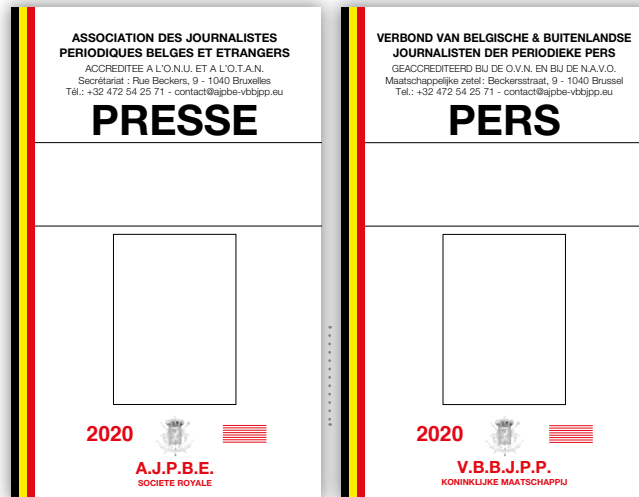 ASSOCIATION DES JOURNALISTES
PERIODIQUES BELGES ET ETRANGERS
ACCREDITEE A L'O.N.U. ET A L'O.T.A.N.
Secrétariat : Rue Beckers, 9 - 1040 Bruxelles
Tél.: +32 472 54 25 71 - contact@ajpbe-vbbjpp.eu
PRESSE
2020
A.J.P.B.E.
SOCIETE ROYALE
VERBOND VAN BELGISCHE & BUITENLANDSE
JOURNALISTEN DER PERIODIEKE PERS
GEACCREDITEERD BIJ DE O.V.N. EN BIJ DE N.A.V.O.
Maatschappelijke zetel: Beckersstraat, 9 - 1040 Brussel
Tel.: +32 472 54 25 71 - contact@ajpbe-vbbjpp.eu
PERS
2020
V.B.B.J.P.P.
KONINKLIJKE MAATSCHAPPIJ